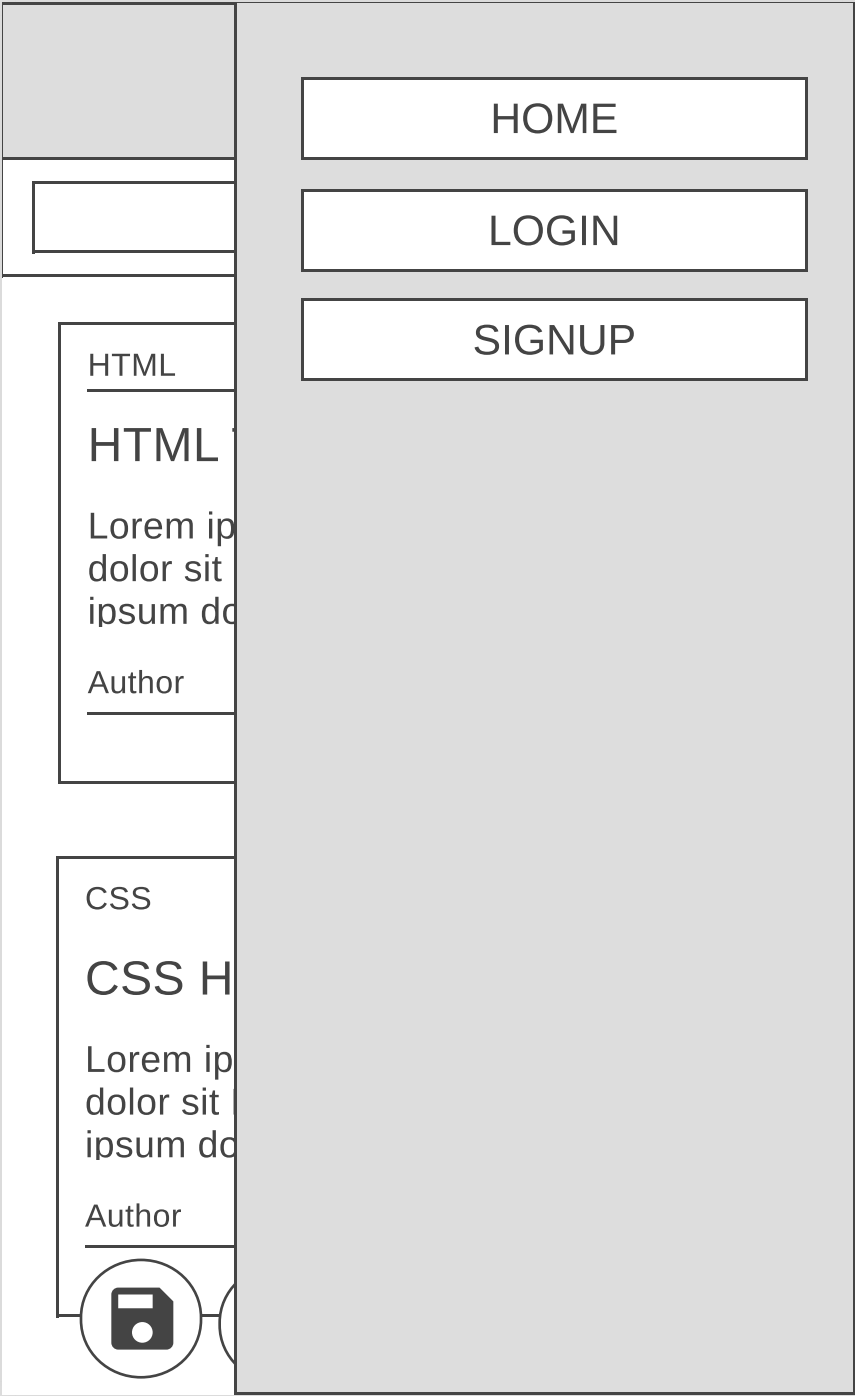 HOME
LOGIN
SIGNUP
HTML
HTML
Lorem ip
dolor sit
ipsum do
Author
CSS
CSS H
Lorem ip
dolor sit
ipsum do
Author